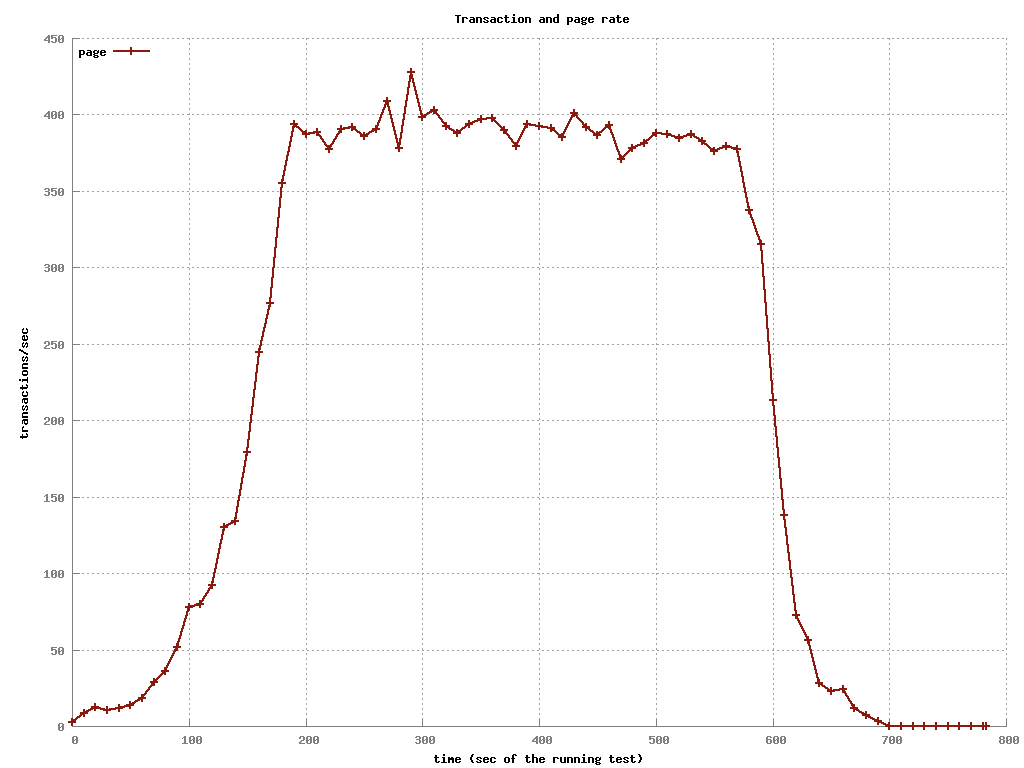 Transaction and page rate
450
page
400
350
300
250
200
150
100
50
0
transactions/sec
0 100 200 300 400 500 600 700 800
time (sec of the running test)